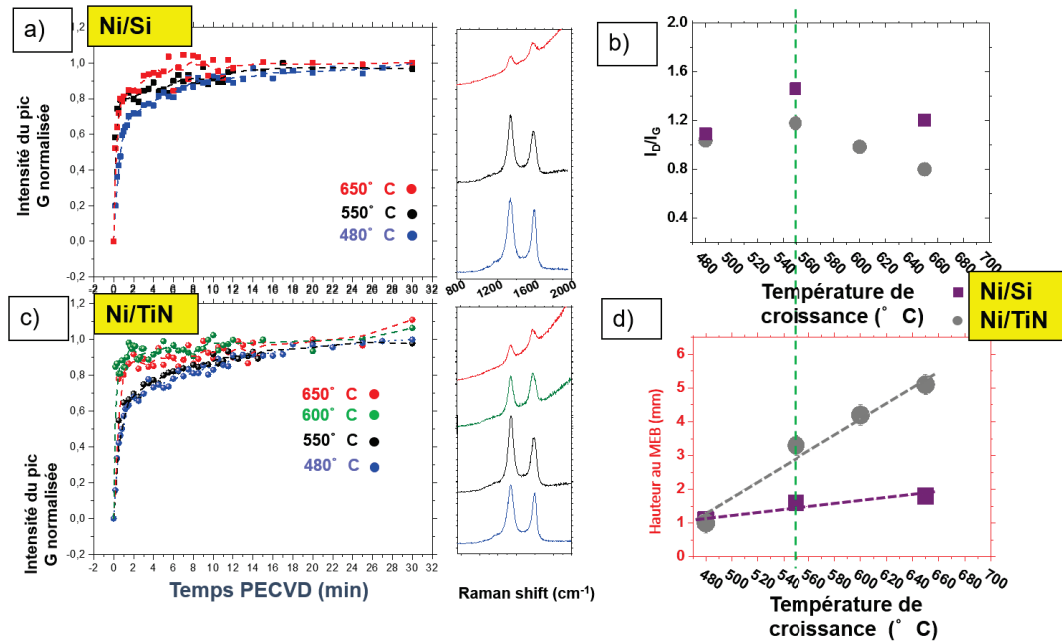 a)
Ni/Si
Intensité du pic
G normalisée
1,2
1,0
0,8
0,6
0,4
0,2
0,0
-0,2
650° C
550° C
480° C
-2 0 2 4 6 8 10 12 14 16 18 20 22 24 26 28 30 32
800 1200 1600 2000
b)
I_D/I_G
2.0
1.6
1.2
0.8
0.4
480 500 520 540 560 580 600 620 640 660 680 700
Température de
croissance (° C)
Ni/Si
Ni/TiN
c)
Ni/TiN
Intensité du pic
G normalisée
1,2
1,0
0,8
0,6
0,4
0,2
0,0
-0,2
650° C
600° C
550° C
480° C
-2 0 2 4 6 8 10 12 14 16 18 20 22 24 26 28 30 32
Temps PECVD (min)
Raman shift (cm⁻¹)
d)
Hauteur au MEB (mm)
6
5
4
3
2
1
0
480 500 520 540 560 580 600 620 640 660 680 700
Température de
croissance (° C)